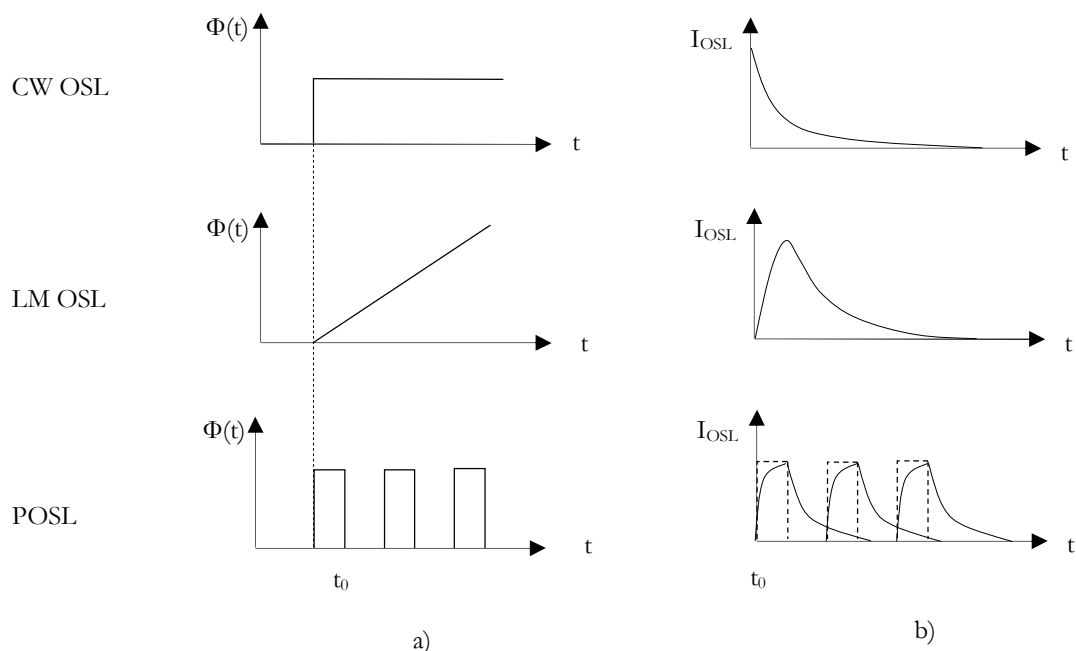 Φ(t)
I_OSL
CW OSL
t
t
Φ(t)
I_OSL
LM OSL
t
t
Φ(t)
I_OSL
POSL
t
t
t₀
t₀
a)
b)